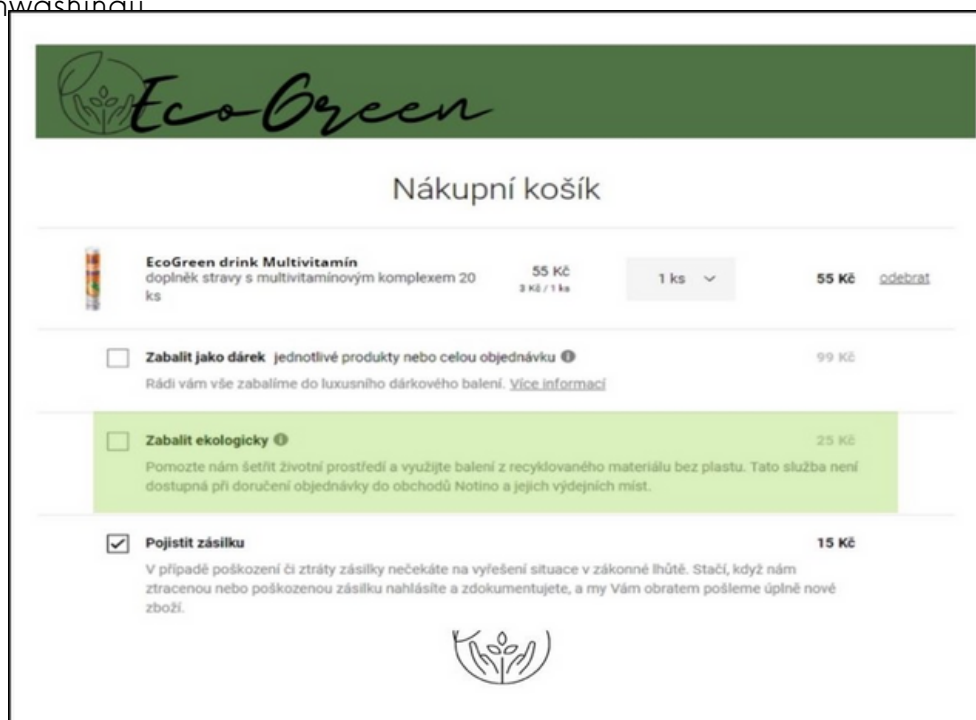 nwashingu
EcoGreen
Nákupní košík
EcoGreen drink Multivitamín
doplněk stravy s multivitamínovým komplexem 20
ks
55 Kč
3 Kč / 1 ks
1 ks
55 Kč
odebrat
Zabalit jako dárek jednotlivé produkty nebo celou objednávku
99 Kč
Rádi vám vše zabalíme do luxusního dárkového balení. Více informací
Zabalit ekologicky
25 Kč
Pomozte nám šetřit životní prostředí a využijte balení z recyklovaného materiálu bez plastu. Tato služba není
dostupná při doručení objednávky do obchodů Notino a jejich výdejních míst.
Pojistit zásilku
15 Kč
V případě poškození či ztráty zásilky nečekáte na vyřešení situace v zákonné lhůtě. Stačí, když nám
ztracenou nebo poškozenou zásilku nahlásíte a zdokumentujete, a my Vám obratem pošleme úplně nové
zboží.